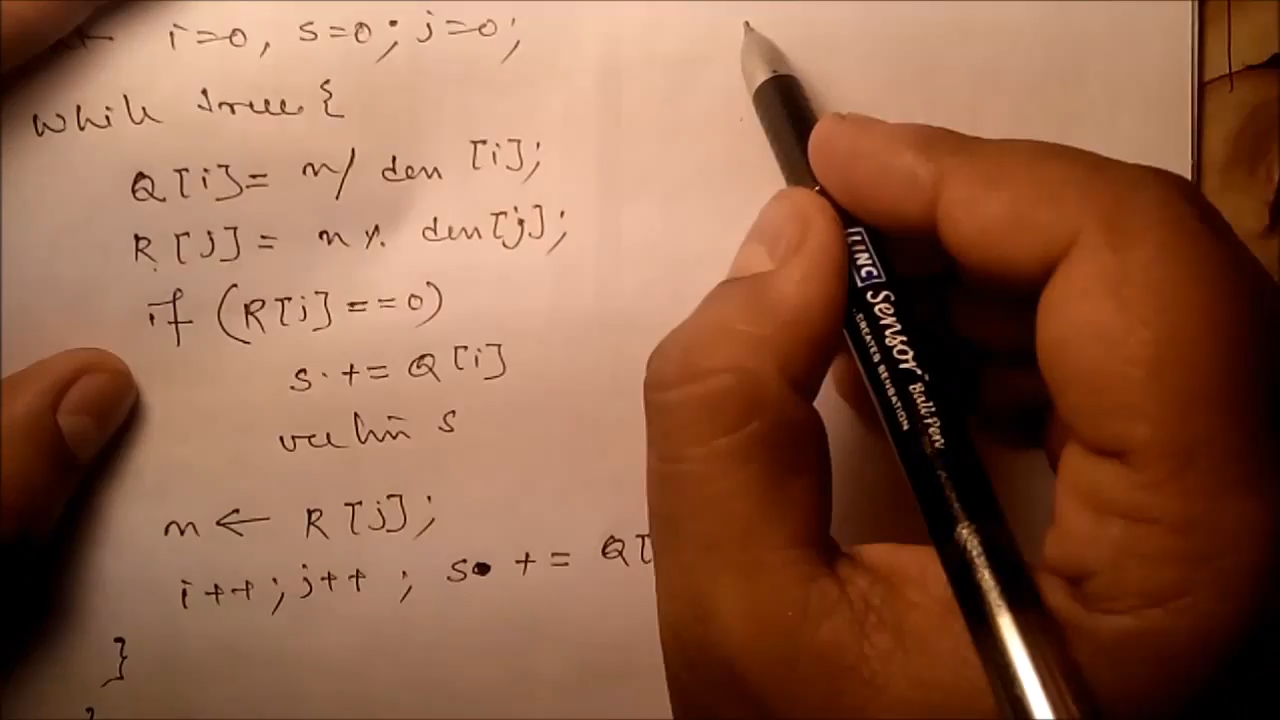 i=0, s=0; j=0;
while true {
Q[i]= n/ den [i];
R[j]= n % den[j];
if (R[j]==0)
s += Q[i]
return s
n ← R[j];
i++; j++ ; s += Q[
}
LINC Sensor Ball Pen
..CREATES SENSATION